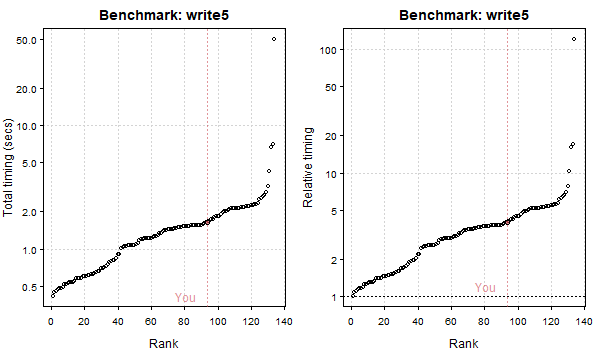 Benchmark: write5
Total timing (secs)
50.0
20.0
10.0
5.0
2.0
1.0
0.5
You
0 20 40 60 80 100 120 140
Rank
Benchmark: write5
Relative timing
100
50
20
10
5
2
1
You
0 20 40 60 80 100 120 140
Rank